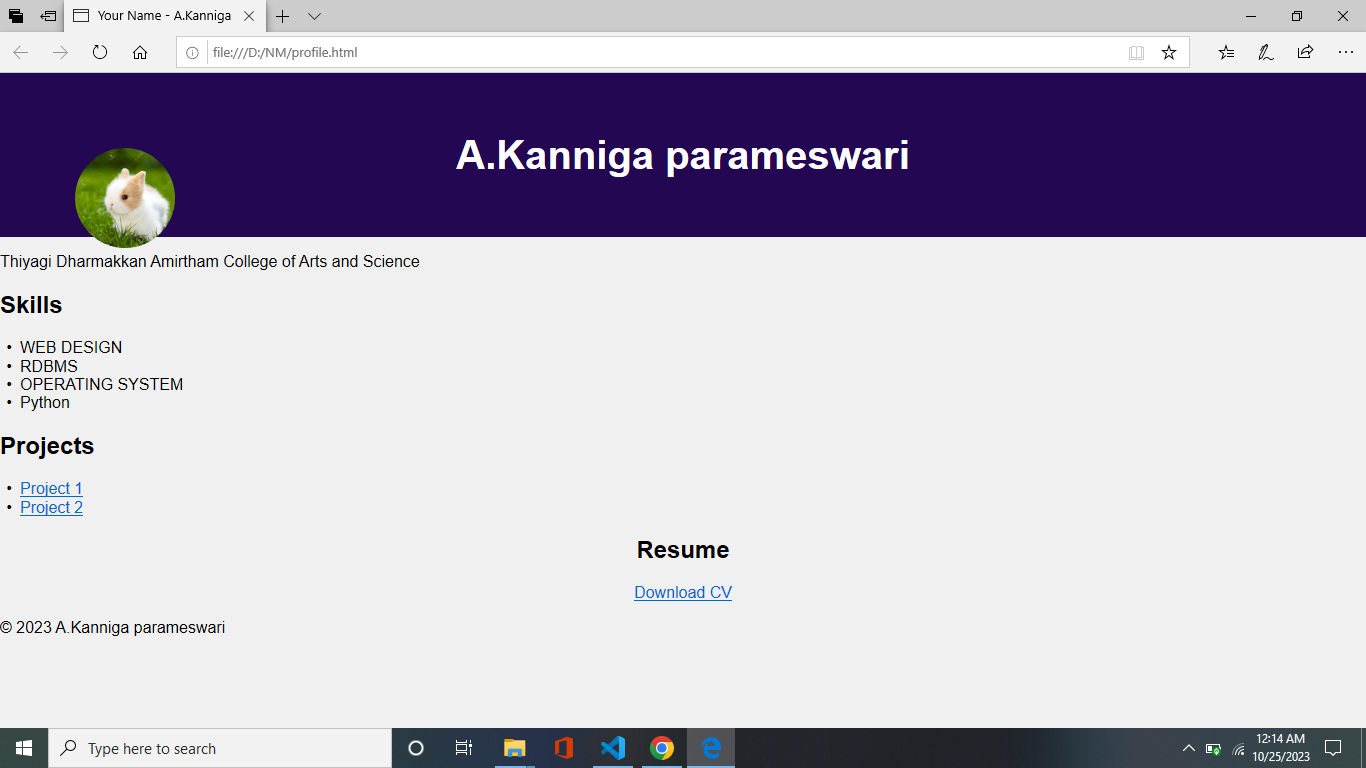 Your Name - A.Kanniga
file:///D:/NM/profile.html
A.Kanniga parameswari
Thiyagi Dharmakkan Amirtham College of Arts and Science
Skills
• WEB DESIGN
• RDBMS
• OPERATING SYSTEM
• Python
Projects
• Project 1
• Project 2
Resume
Download CV
© 2023 A.Kanniga parameswari
Type here to search
12:14 AM
10/25/2023